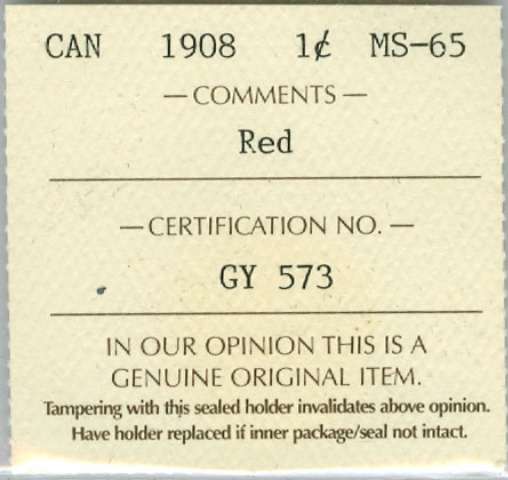 CAN 1908 1¢ MS-65
— COMMENTS —
Red
— CERTIFICATION NO. —
GY 573
IN OUR OPINION THIS IS A
GENUINE ORIGINAL ITEM.
Tampering with this sealed holder invalidates above opinion.
Have holder replaced if inner package/seal not intact.